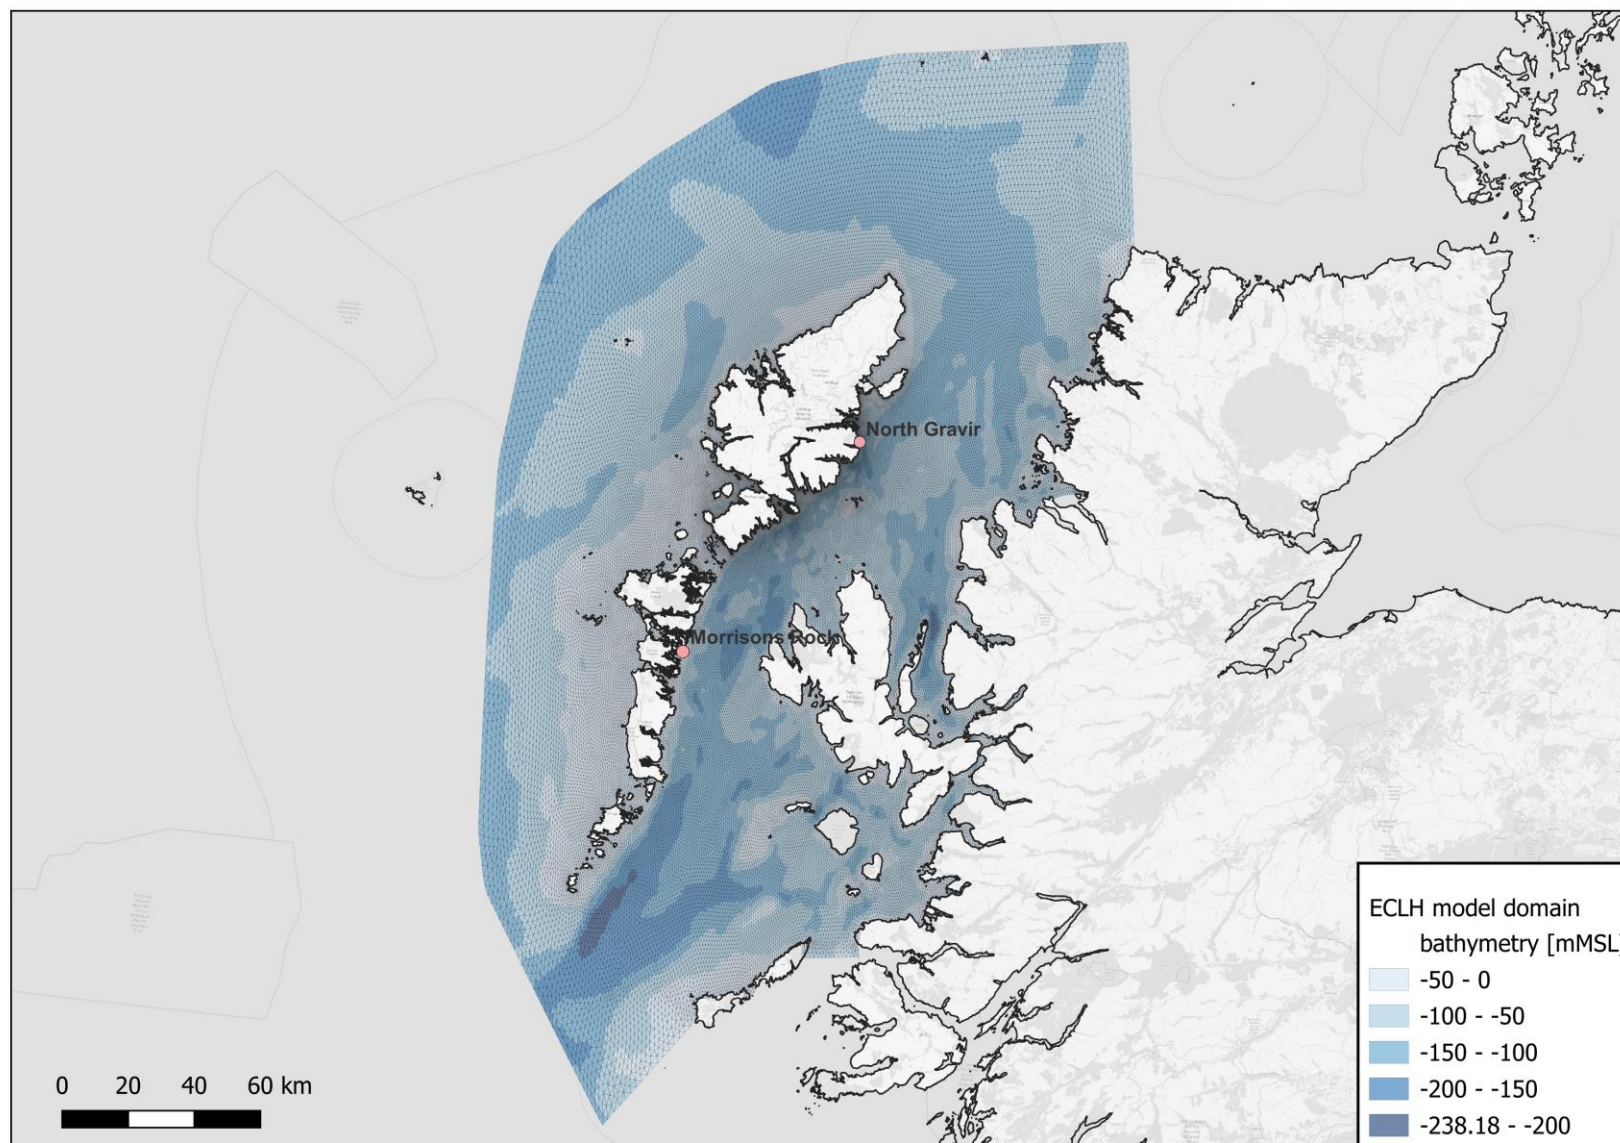 North Gravir
Morrisons Rock
ECLH model domain
bathymetry [mMSL]
-50 - 0
-100 - -50
-150 - -100
-200 - -150
-238.18 - -200
0 20 40 60 km